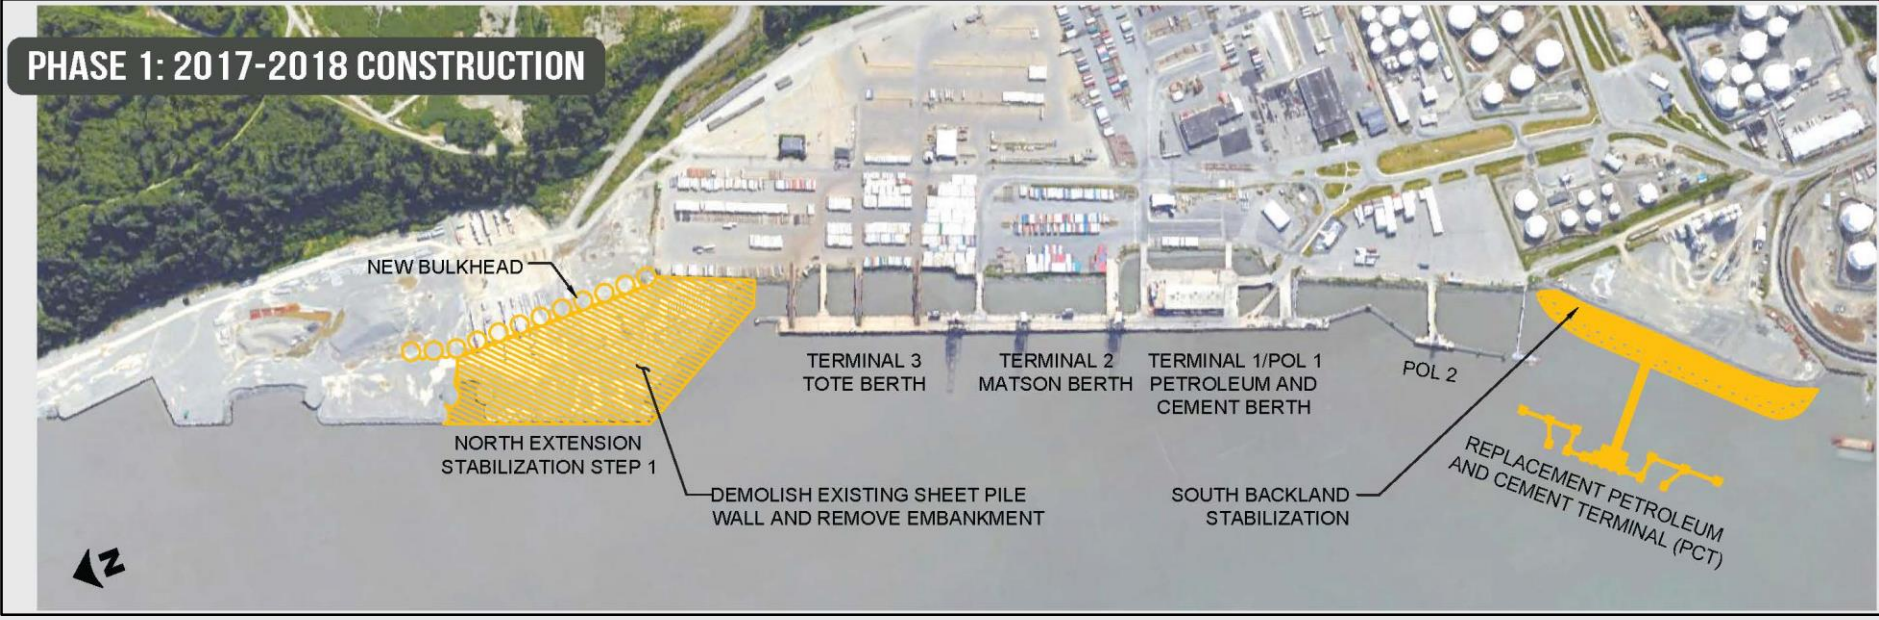 PHASE 1: 2017-2018 CONSTRUCTION
NEW BULKHEAD
TERMINAL 3
TOTE BERTH
TERMINAL 2
MATSON BERTH
TERMINAL 1/POL 1
PETROLEUM AND
CEMENT BERTH
POL 2
NORTH EXTENSION
STABILIZATION STEP 1
DEMOLISH EXISTING SHEET PILE
WALL AND REMOVE EMBANKMENT
SOUTH BACKLAND
STABILIZATION
REPLACEMENT PETROLEUM
AND CEMENT TERMINAL (PCT)
N